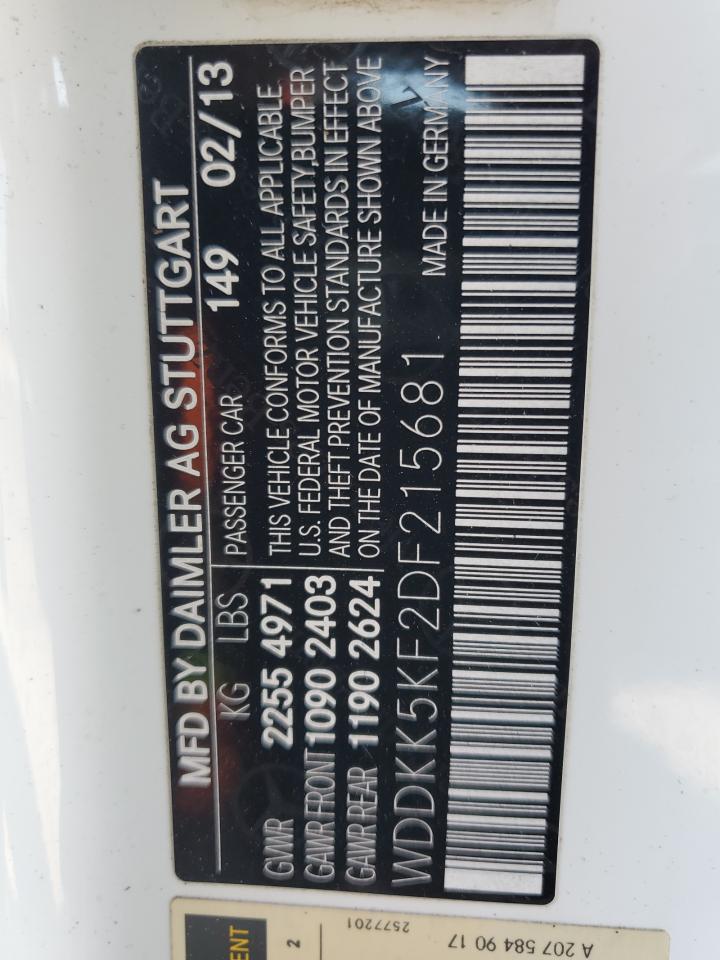 MFD BY DAIMLER AG STUTTGART
149 02/13
KG LBS PASSENGER CAR
GWR 2255 4971 THIS VEHICLE CONFORMS TO ALL APPLICABLE
GAWR FRONT 1090 2403 U.S. FEDERAL MOTOR VEHICLE SAFETY,BUMPER
GAWR REAR 1190 2624 AND THEFT PREVENTION STANDARDS IN EFFECT
ON THE DATE OF MANUFACTURE SHOWN ABOVE
WDDKK5KF2DF215681 MADE IN GERMANY
ENT
2
2577201
A 207 584 90 17